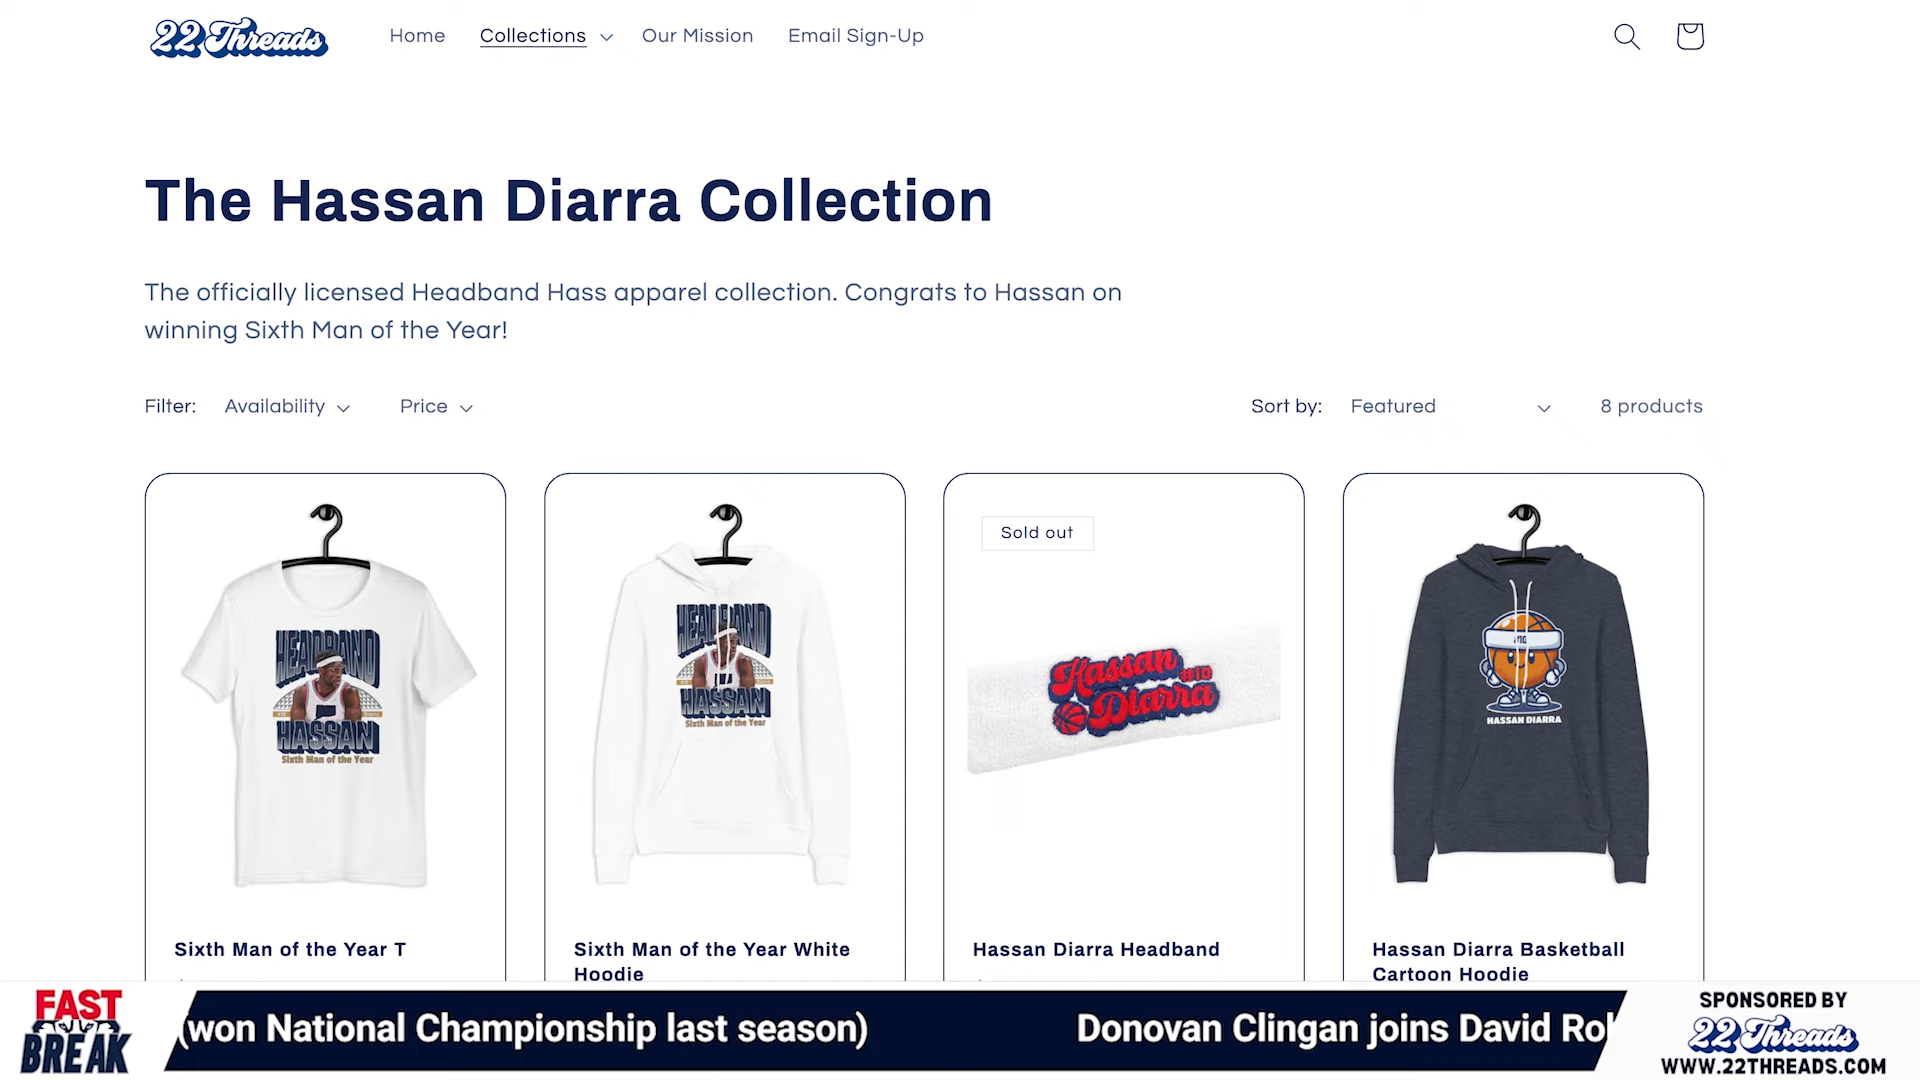 22 Threads
Home
Collections
Our Mission
Email Sign-Up
The Hassan Diarra Collection
The officially licensed Headband Hass apparel collection. Congrats to Hassan on
winning Sixth Man of the Year!
Filter:
Availability
Price
Sort by:
Featured
8 products
HEADBAND
HASSAN
Sixth Man of the Year
HEADBAND
HASSAN
Sixth Man of the Year
Sold out
Hassan
#10
Diarra
#10
HASSAN DIARRA
Sixth Man of the Year T
Sixth Man of the Year White
Hoodie
Hassan Diarra Headband
Hassan Diarra Basketball
Cartoon Hoodie
FAST
BREAK
(won National Championship last season)
Donovan Clingan joins David
SPONSORED BY
22 Threads
WWW.22THREADS.COM